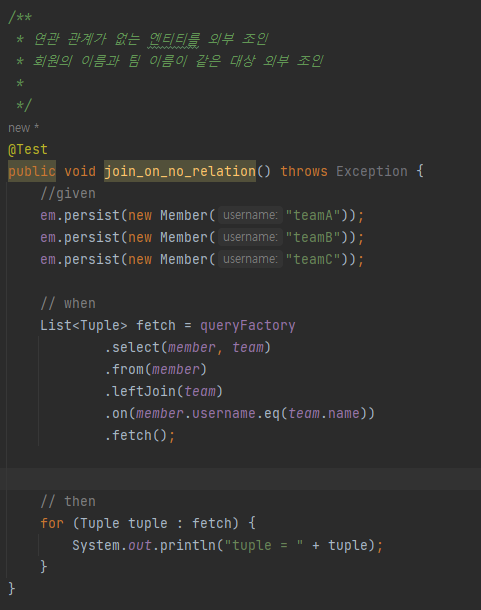 /**
 * 연관 관계가 없는 엔티티를 외부 조인
 * 회원의 이름과 팀 이름이 같은 대상 외부 조인
 *
 */
new *
@Test
public void join_on_no_relation() throws Exception {
    //given
    em.persist(new Member( username: "teamA"));
    em.persist(new Member( username: "teamB"));
    em.persist(new Member( username: "teamC"));
    // when
    List<Tuple> fetch = queryFactory
            .select(member, team)
            .from(member)
            .leftJoin(team)
            .on(member.username.eq(team.name))
            .fetch();
    // then
    for (Tuple tuple : fetch) {
        System.out.println("tuple = " + tuple);
    }
}